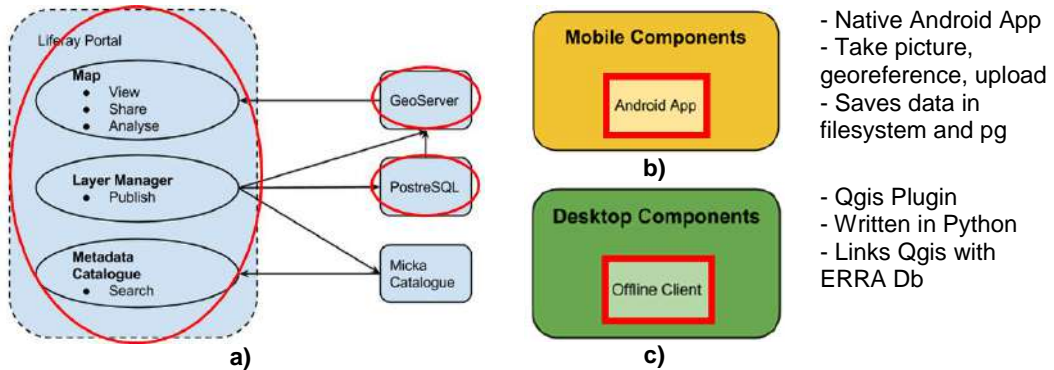 Liferay Portal
Map
● View
● Share
● Analyse
Layer Manager
● Publish
Metadata
Catalogue
● Search
GeoServer
PostreSQL
Micka
Catalogue
a)
Mobile Components
Android App
b)
- Native Android App
- Take picture,
georeference, upload
- Saves data in
filesystem and pg
Desktop Components
Offline Client
c)
- Qgis Plugin
- Written in Python
- Links Qgis with
ERRA Db